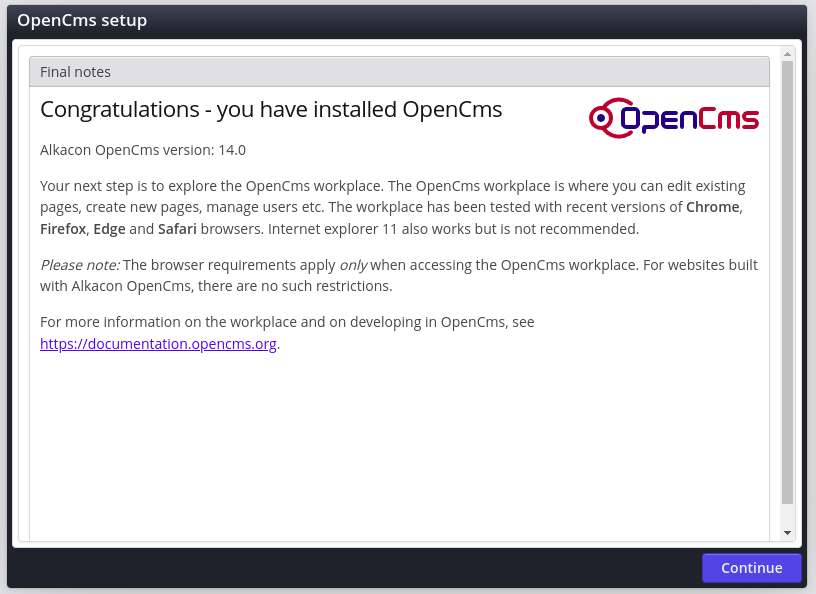 OpenCms setup
Final notes
Congratulations - you have installed OpenCms
OpenCms
Alkacon OpenCms version: 14.0
Your next step is to explore the OpenCms workplace. The OpenCms workplace is where you can edit existing
pages, create new pages, manage users etc. The workplace has been tested with recent versions of Chrome,
Firefox, Edge and Safari browsers. Internet explorer 11 also works but is not recommended.
Please note: The browser requirements apply only when accessing the OpenCms workplace. For websites built
with Alkacon OpenCms, there are no such restrictions.
For more information on the workplace and on developing in OpenCms, see
https://documentation.opencms.org.
Continue